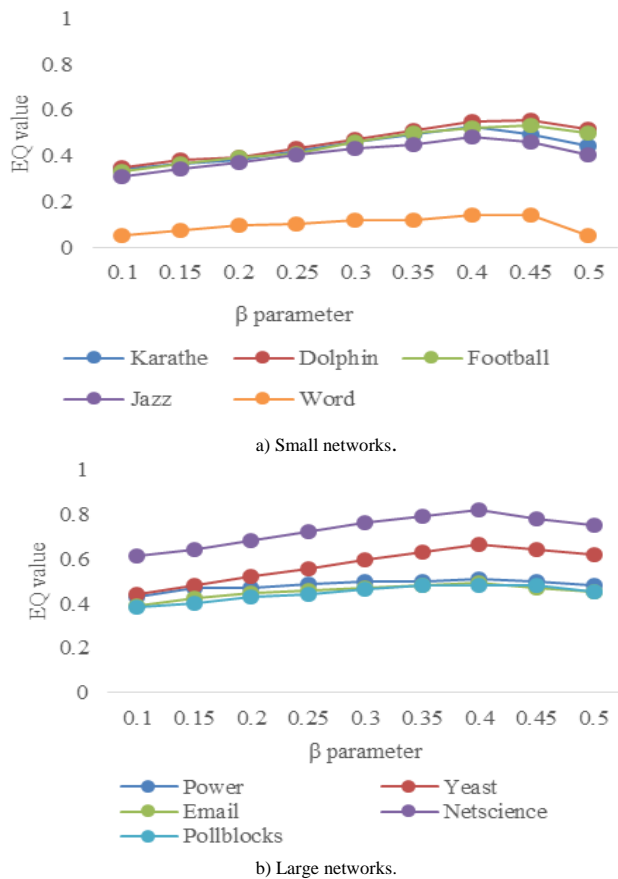 1
0.8
0.6
0.4
0.2
0
EQ value
0.1 0.15 0.2 0.25 0.3 0.35 0.4 0.45 0.5
β parameter
Karathe Dolphin Football
Jazz Word
a) Small networks.
1
0.8
0.6
0.4
0.2
0
EQ value
0.1 0.15 0.2 0.25 0.3 0.35 0.4 0.45 0.5
β parameter
Power Yeast
Email Netscience
Pollblocks
b) Large networks.